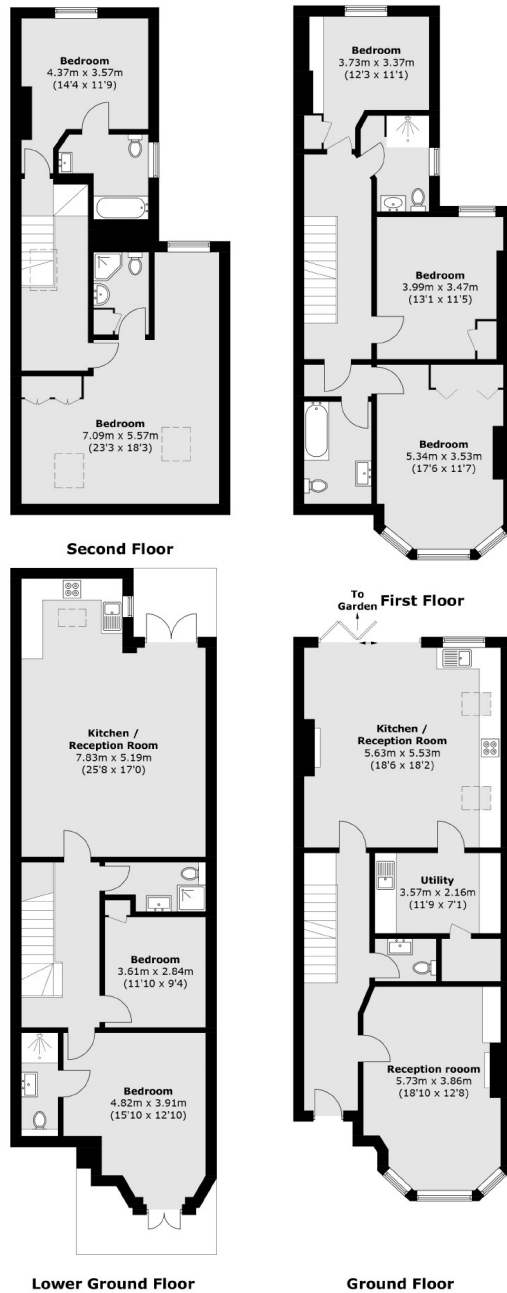 Bedroom
4.37m x 3.57m
(14'4 x 11'9)
Bedroom
7.09m x 5.57m
(23'3 x 18'3)
Second Floor
Bedroom
3.73m x 3.37m
(12'3 x 11'1)
Bedroom
3.99m x 3.47m
(13'1 x 11'5)
Bedroom
5.34m x 3.53m
(17'6 x 11'7)
First Floor
Kitchen /
Reception Room
7.83m x 5.19m
(25'8 x 17'0)
Bedroom
3.61m x 2.84m
(11'10 x 9'4)
Bedroom
4.82m x 3.91m
(15'10 x 12'10)
Lower Ground Floor
To
Garden
Kitchen /
Reception Room
5.63m x 5.53m
(18'6 x 18'2)
Utility
3.57m x 2.16m
(11'9 x 7'1)
Reception rooom
5.73m x 3.86m
(18'10 x 12'8)
Ground Floor